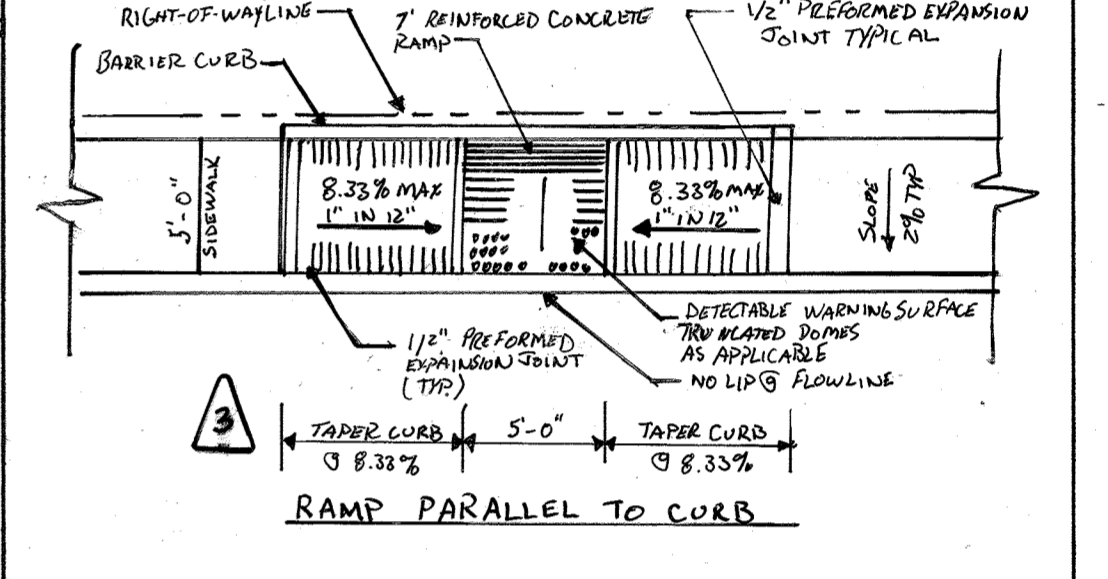 RIGHT-OF-WAY LINE
7' REINFORCED CONCRETE
RAMP
1/2" PREFORMED EXPANSION
JOINT TYPICAL
BARRIER CURB
5'-0"
SIDEWALK
8.33% MAX
1" IN 12"
8.33% MAX
1" IN 12"
SLOPE
2% TYP
1/2" PREFORMED
EXPAINSION JOINT
(TYP.)
DETECTABLE WARNING SURFACE
TRUNCATED DOMES
AS APPLICABLE
NO LIP @ FLOWLINE
3
TAPER CURB
@ 8.33%
5'-0"
TAPER CURB
@ 8.33%
RAMP PARALLEL TO CURB